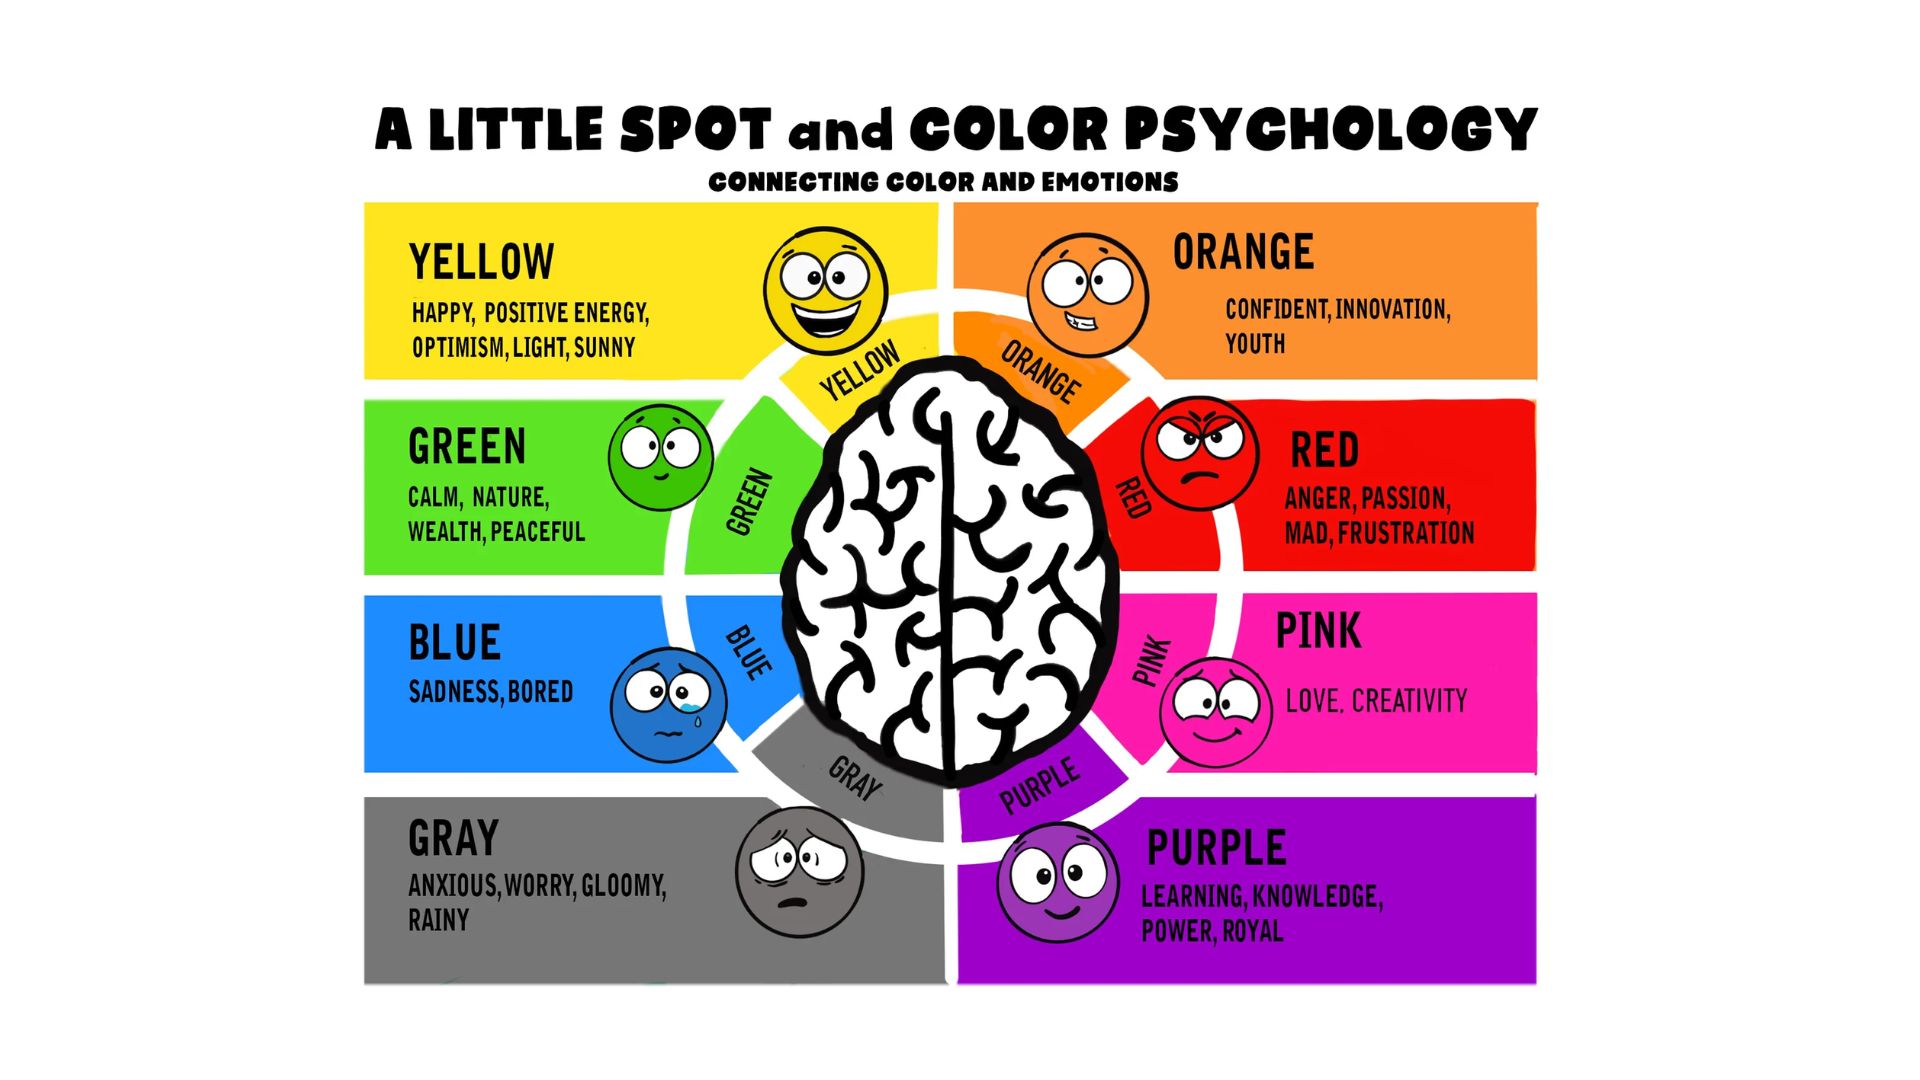 A LITTLE SPOT and COLOR PSYCHOLOGY
CONNECTING COLOR AND EMOTIONS
YELLOW
HAPPY, POSITIVE ENERGY,
OPTIMISM, LIGHT, SUNNY
ORANGE
CONFIDENT, INNOVATION,
YOUTH
GREEN
CALM, NATURE,
WEALTH, PEACEFUL
RED
ANGER, PASSION,
MAD, FRUSTRATION
BLUE
SADNESS, BORED
PINK
LOVE. CREATIVITY
GRAY
ANXIOUS, WORRY, GLOOMY,
RAINY
PURPLE
LEARNING, KNOWLEDGE,
POWER, ROYAL
YELLOW
ORANGE
GREEN
RED
BLUE
PINK
GRAY
PURPLE